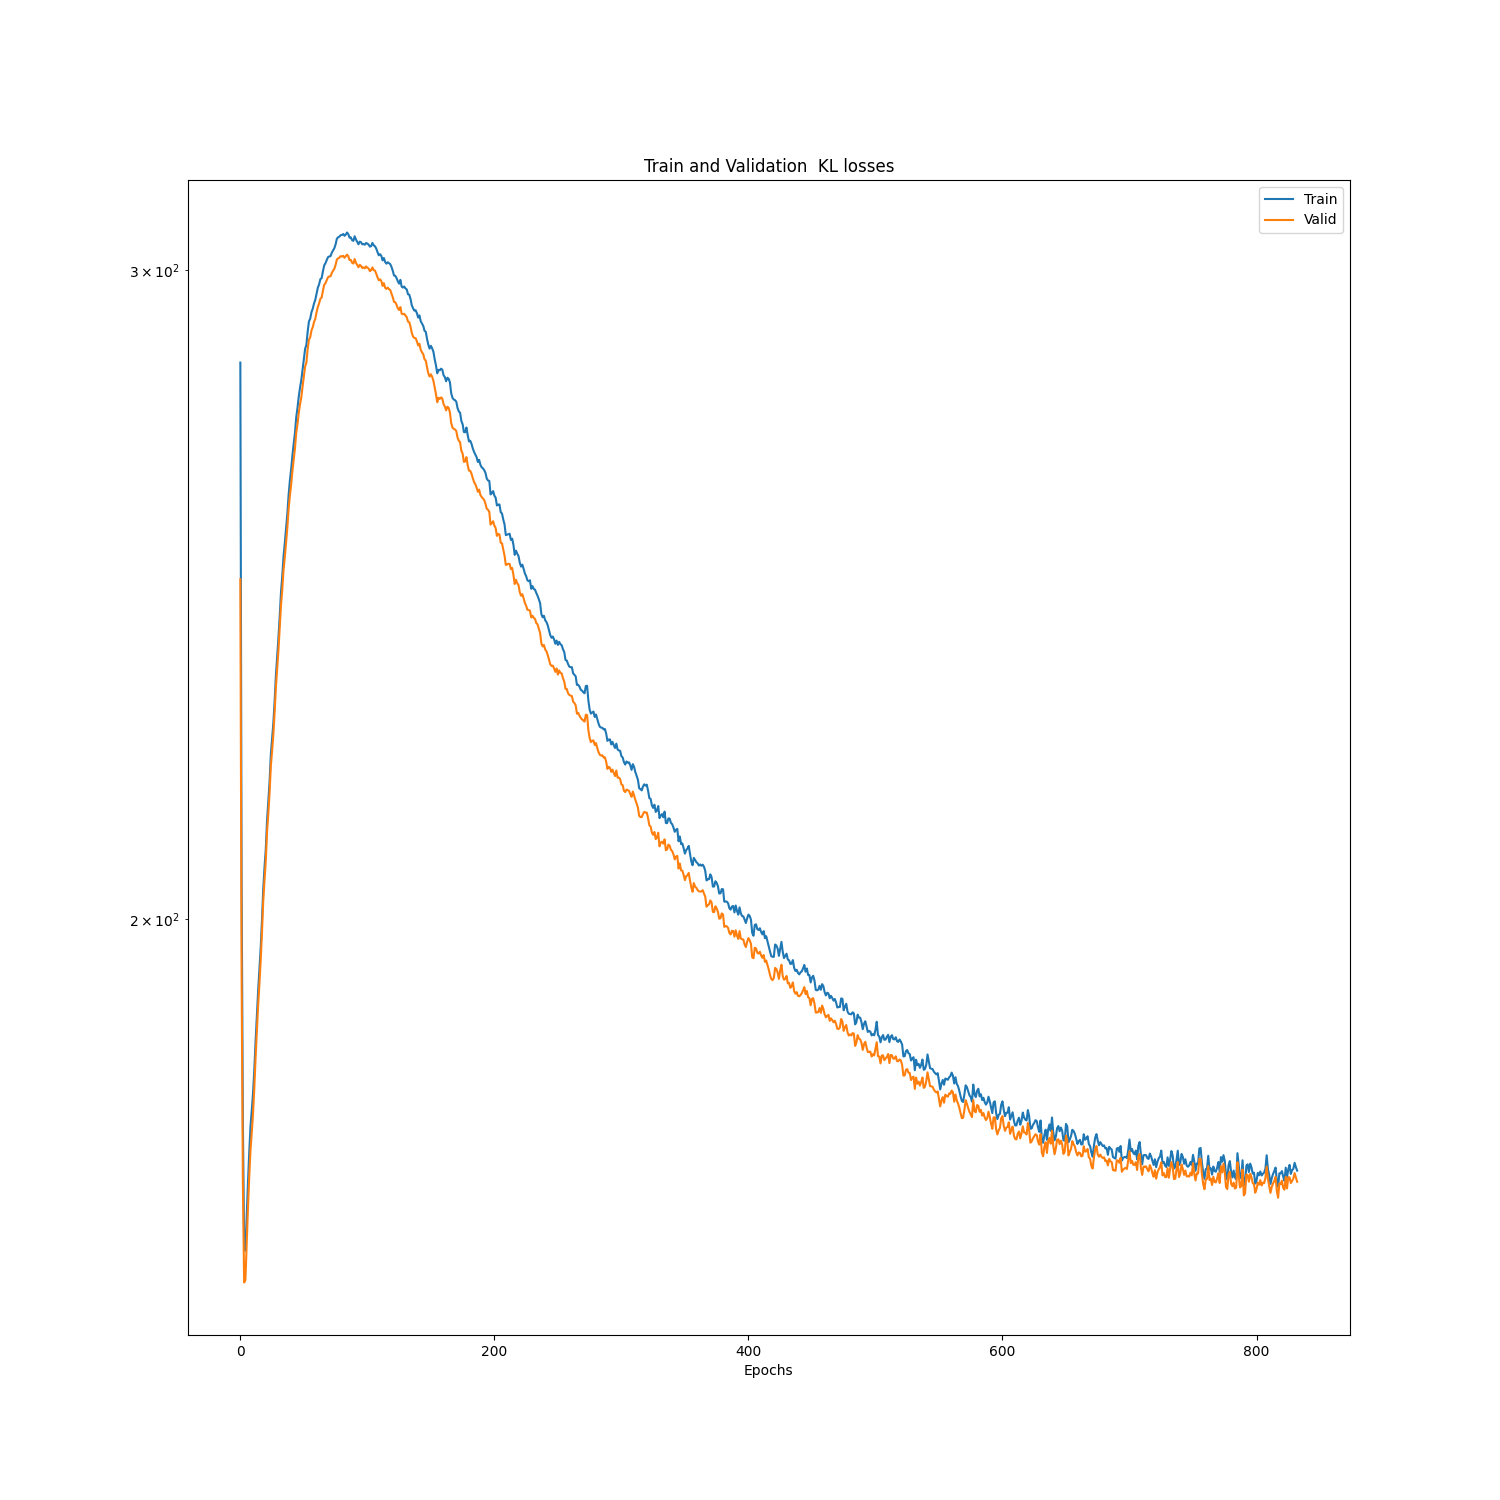 Train and Validation  KL losses
Train
Valid
3 × 10²
2 × 10²
0 200 400 600 800
Epochs